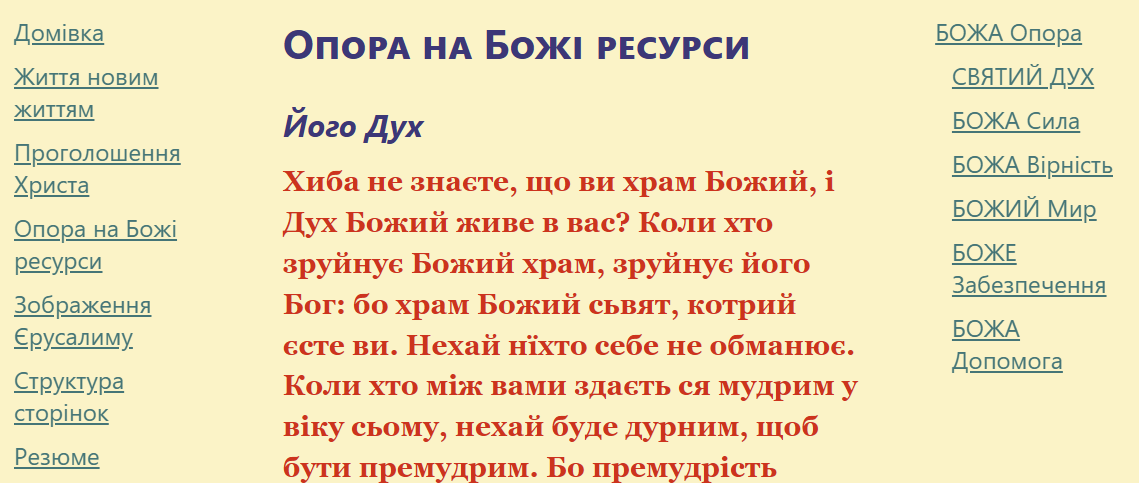 Домівка
Життя новим
життям
Проголошення
Христа
Опора на Божі
ресурси
Зображення
Єрусалиму
Структура
сторінок
Резюме
Опора на Божі ресурси
Його Дух
Хиба не знаєте, що ви храм Божий, і
Дух Божий живе в вас? Коли хто
зруйнує Божий храм, зруйнує його
Бог: бо храм Божий сьвят, котрий
єсте ви. Нехай нїхто себе не обманює.
Коли хто між вами здаєть ся мудрим у
віку сьому, нехай буде дурним, щоб
бути премудрим. Бо премудрість
БОЖА Опора
СВЯТИЙ ДУХ
БОЖА Сила
БОЖА Вірність
БОЖИЙ Мир
БОЖЕ
Забезпечення
БОЖА
Допомога